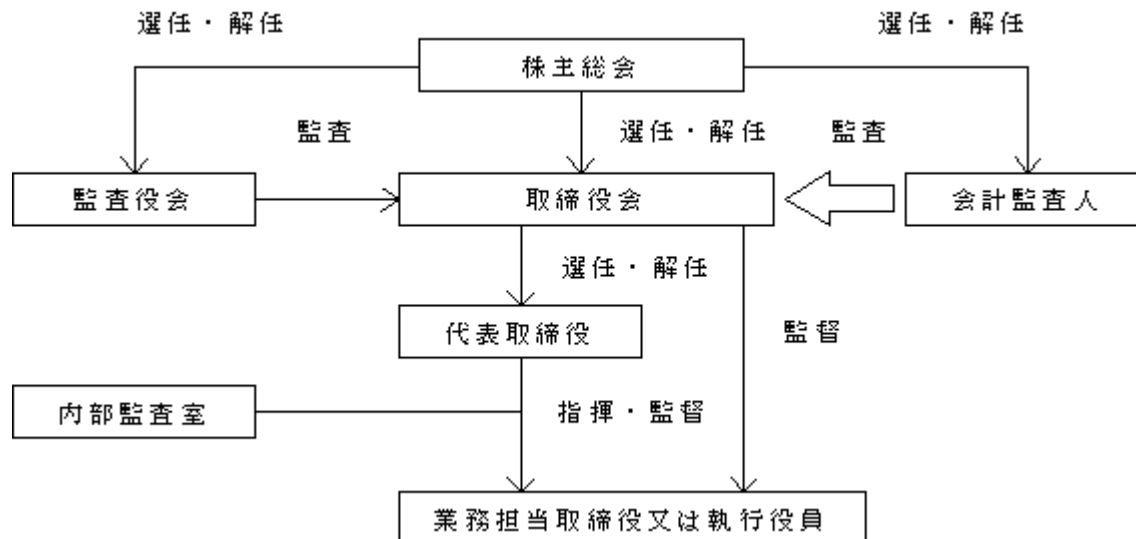 選任・解任
選任・解任
株主総会
監査
選任・解任
監査
監査役会
取締役会
会計監査人
選任・解任
代表取締役
監督
内部監査室
指揮・監督
業務担当取締役又は執行役員